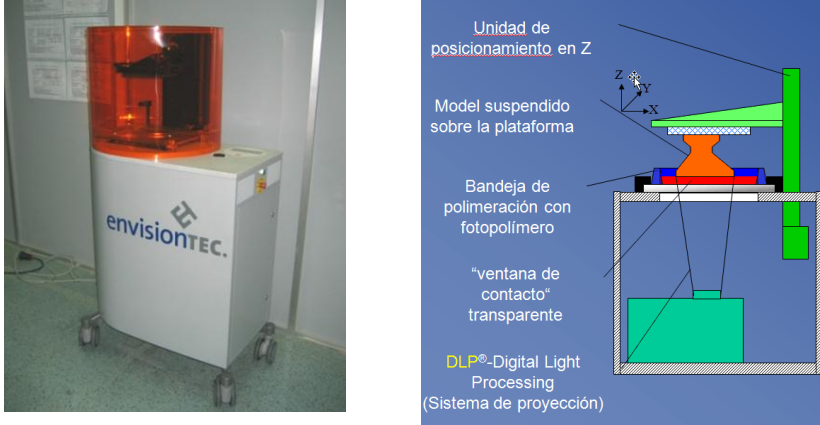 envisionTEC.
Unidad de
posicionamiento en Z
Z
Y
X
Model suspendido
sobre la plataforma
Bandeja de
polimeración con
fotopolímero
“ventana de
contacto“
transparente
DLP®-Digital Light
Processing
(Sistema de proyección)